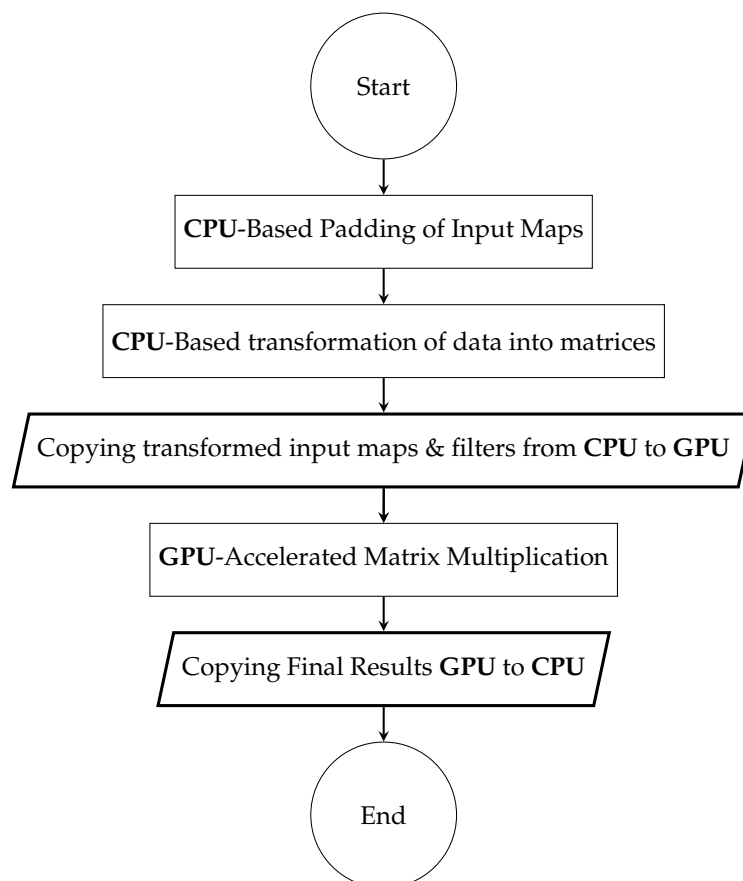 Start
CPU-Based Padding of Input Maps
CPU-Based transformation of data into matrices
Copying transformed input maps & filters from CPU to GPU
GPU-Accelerated Matrix Multiplication
Copying Final Results GPU to CPU
End